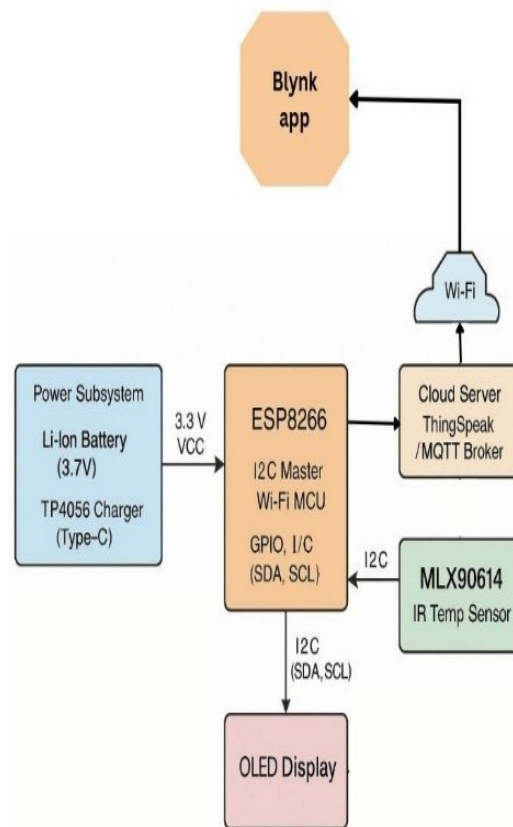 Blynk
app
Wi-Fi
Power Subsystem
Li-Ion Battery
(3.7V)
TP4056 Charger
(Type-C)
3.3 V
VCC
ESP8266
I2C Master
Wi-Fi MCU
GPIO, I/C
(SDA, SCL)
Cloud Server
ThingSpeak
/MQTT Broker
I2C
MLX90614
IR Temp Sensor
I2C
(SDA, SCL)
OLED Display